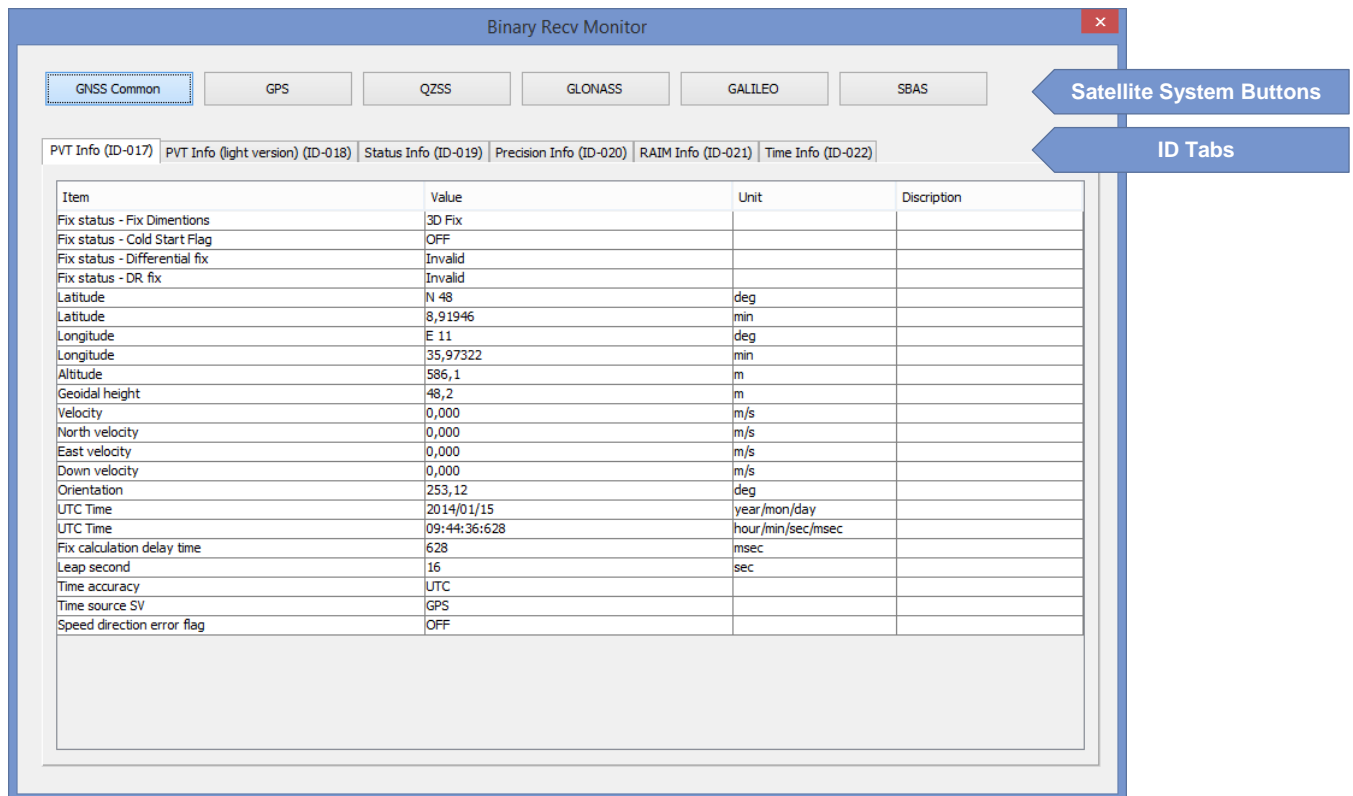 Binary Recv Monitor
GNSS Common GPS QZSS GLONASS GALILEO SBAS
Satellite System Buttons
PVT Info (ID-017) PVT Info (light version) (ID-018) Status Info (ID-019) Precision Info (ID-020) RAIM Info (ID-021) Time Info (ID-022)
ID Tabs
Item Value Unit Discription
Fix status - Fix Dimentions 3D Fix
Fix status - Cold Start Flag OFF
Fix status - Differential fix Invalid
Fix status - DR fix Invalid
Latitude N 48 deg
Latitude 8,91946 min
Longitude E 11 deg
Longitude 35,97322 min
Altitude 586,1 m
Geoidal height 48,2 m
Velocity 0,000 m/s
North velocity 0,000 m/s
East velocity 0,000 m/s
Down velocity 0,000 m/s
Orientation 253,12 deg
UTC Time 2014/01/15 year/mon/day
UTC Time 09:44:36:628 hour/min/sec/msec
Fix calculation delay time 628 msec
Leap second 16 sec
Time accuracy UTC
Time source SV GPS
Speed direction error flag OFF